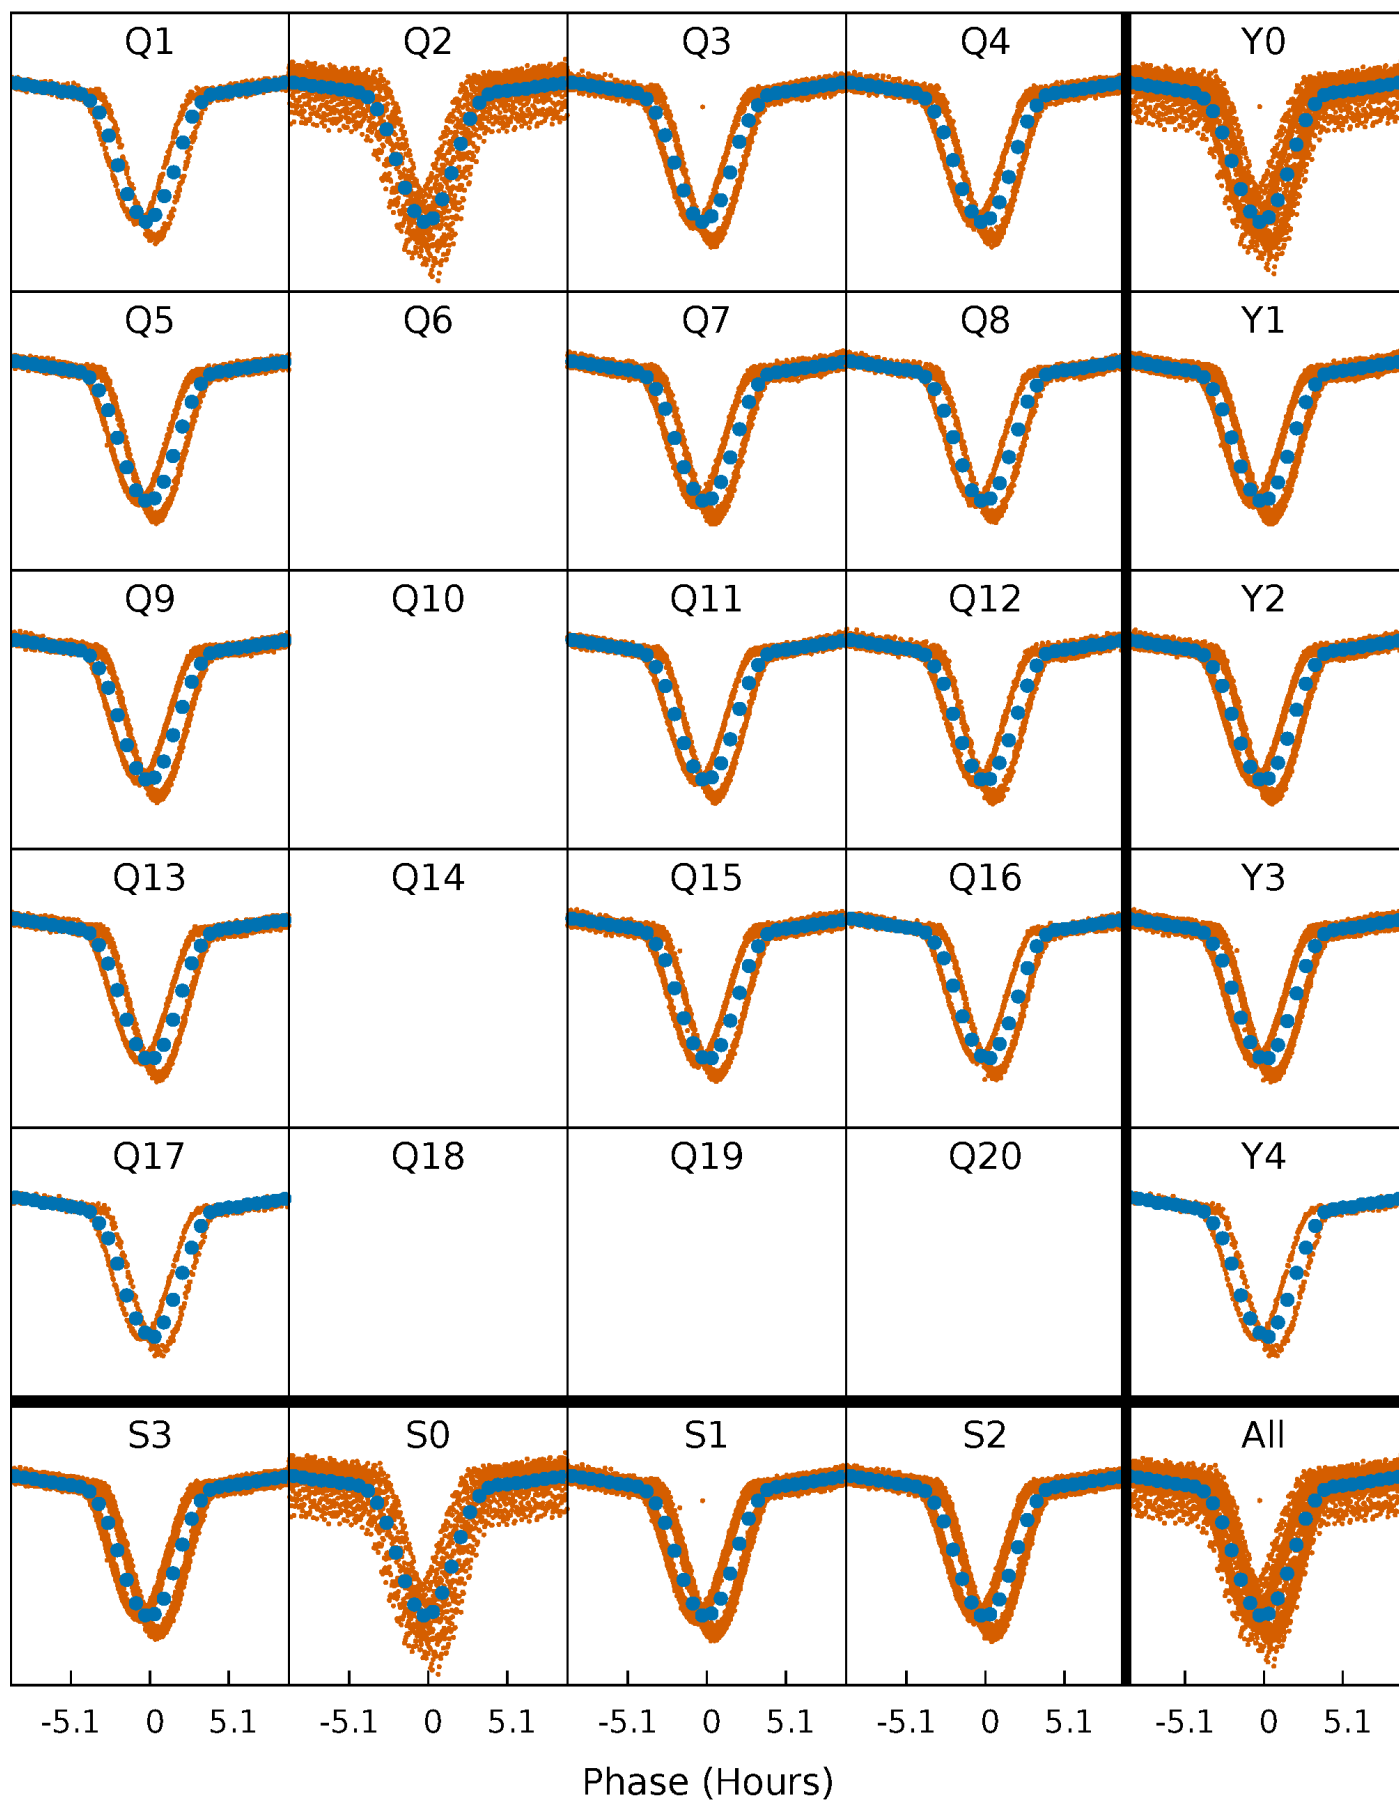 Q1 Q2 Q3 Q4 Y0
Q5 Q6 Q7 Q8 Y1
Q9 Q10 Q11 Q12 Y2
Q13 Q14 Q15 Q16 Y3
Q17 Q18 Q19 Q20 Y4
S3 S0 S1 S2 All
-5.1 0 5.1 -5.1 0 5.1 -5.1 0 5.1 -5.1 0 5.1 -5.1 0 5.1
Phase (Hours)